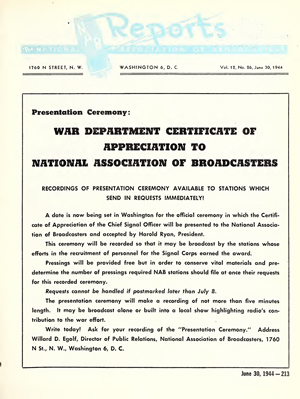 NAB Reports
THE NATIONAL ASSOCIATION OF BROADCASTERS
1760 N STREET, N. W. WASHINGTON 6, D. C. Vol. 12, No. 26, June 30, 1944
Presentation Ceremony:
WAR DEPARTMENT CERTIFICATE OF
APPRECIATION TO
NATIONAL ASSOCIATION OF BROADCASTERS
RECORDINGS OF PRESENTATION CEREMONY AVAILABLE TO STATIONS WHICH
SEND IN REQUESTS IMMEDIATELY!
A date is now being set in Washington for the official ceremony in which the Certifi-
cate of Appreciation of the Chief Signal Officer will be presented to the National Associa-
tion of Broadcasters and accepted by Harold Ryan, President.
This ceremony will be recorded so that it may be broadcast by the stations whose
efforts in the recruitment of personnel for the Signal Corps earned the award.
Pressings will be provided free but in order to conserve vital materials and pre-
determine the number of pressings required NAB stations should file at once their requests
for this recorded ceremony.
Requests cannot be handled if postmarked later than July 8.
The presentation ceremony will make a recording of not more than five minutes
length. It may be broadcast alone or built into a local show highlighting radio's con-
tribution to the war effort.
Write today! Ask for your recording of the "Presentation Ceremony." Address
Willard D. Egolf, Director of Public Relations, National Association of Broadcasters, 1760
N St., N. W., Washington 6, D. C.
June 30, 1944—213